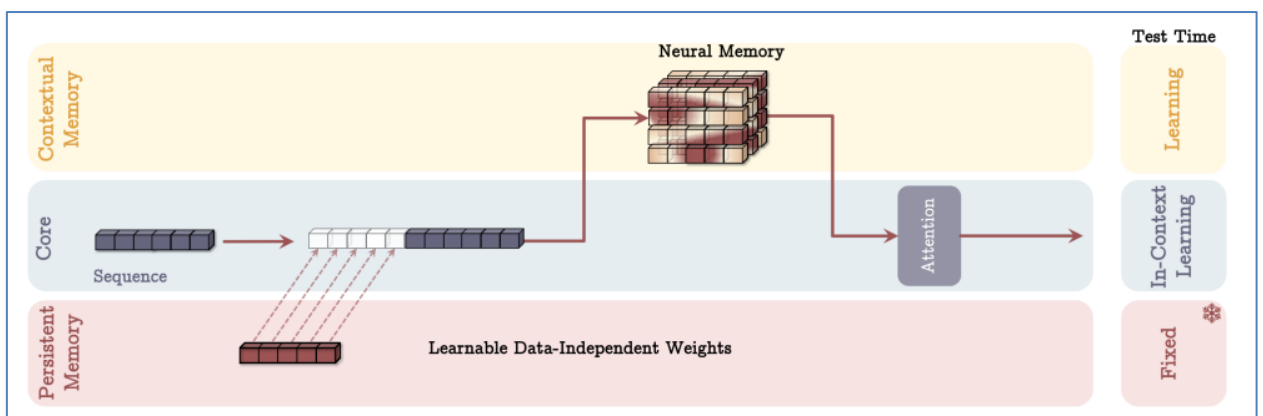 Test Time
Neural Memory
Contextual
Memory
Learning
Core
Sequence
Attention
In-Context
Learning
Persistent
Memory
Learnable Data-Independent Weights
Fixed